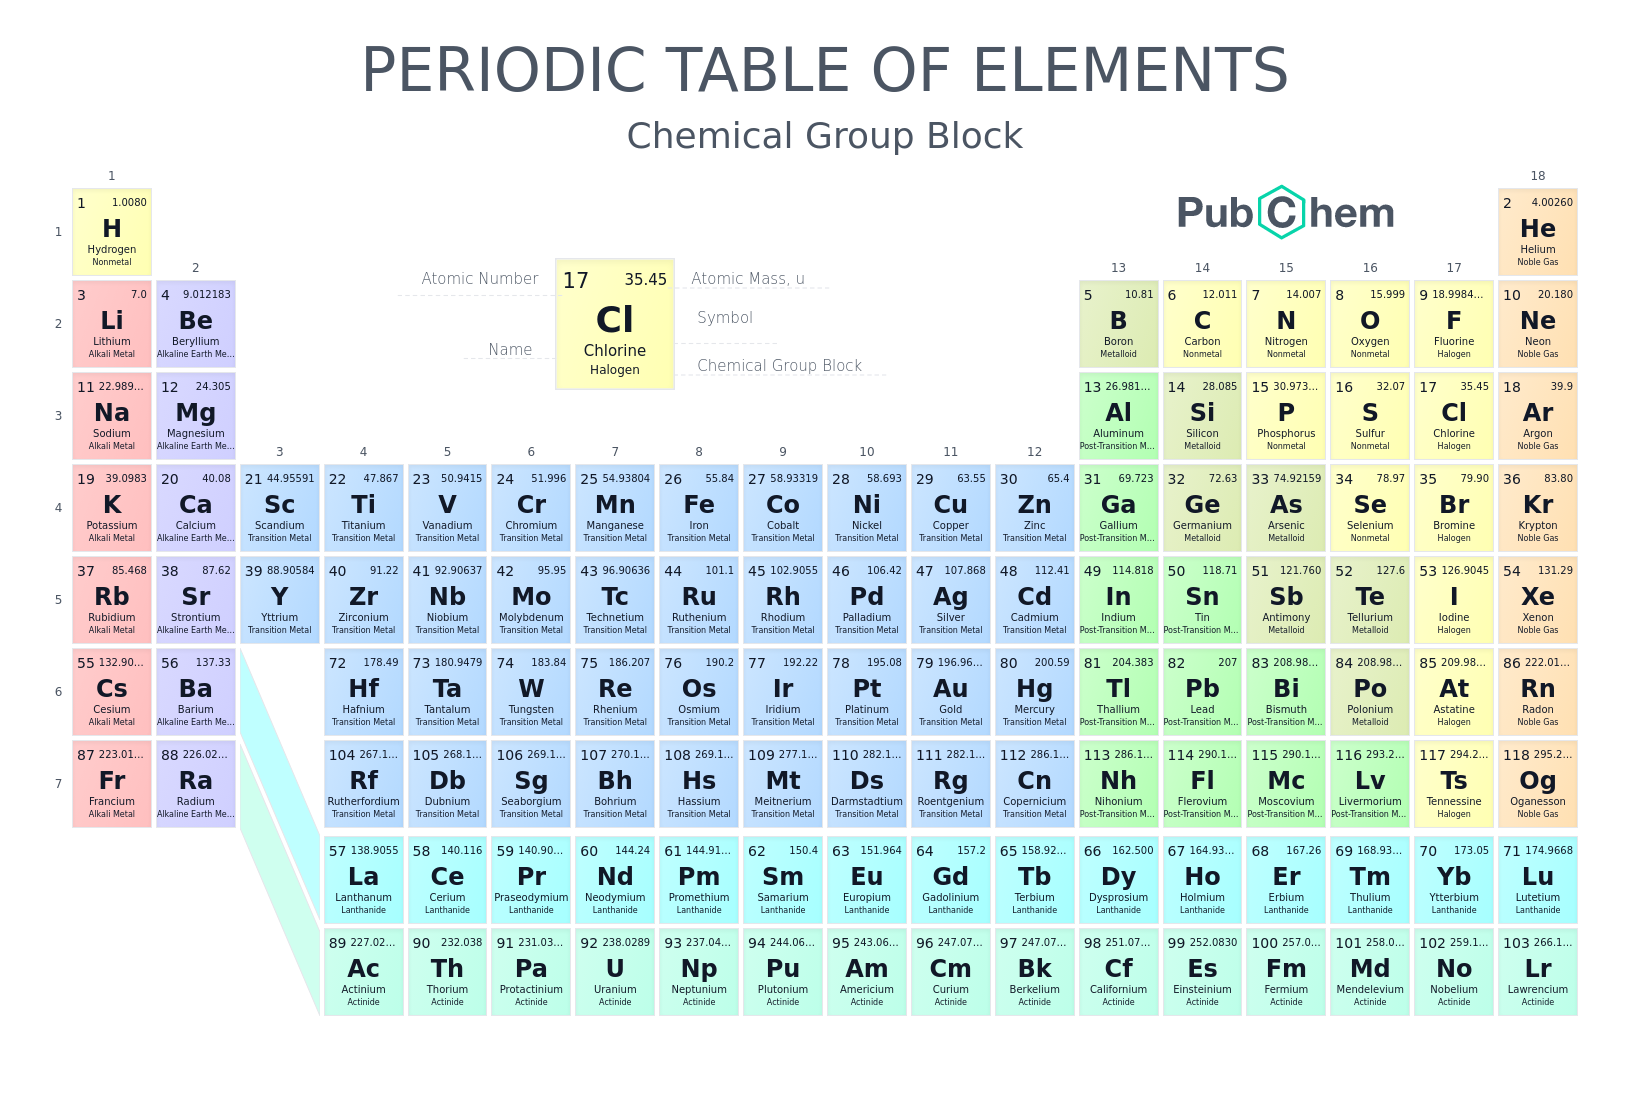 PERIODIC TABLE OF ELEMENTS
Chemical Group Block
1
18
PubChem
1
1 1.0080
H
Hydrogen
Nonmetal
2 4.00260
He
Helium
Noble Gas
2
13 14 15 16 17
Atomic Number
17 35.45
Cl
Chlorine
Halogen
Atomic Mass, u
Symbol
Name
Chemical Group Block
2
3 7.0 4 9.012183 5 10.81 6 12.011 7 14.007 8 15.999 9 18.9984... 10 20.180
Li Be B C N O F Ne
Lithium Beryllium Boron Carbon Nitrogen Oxygen Fluorine Neon
Alkali Metal Alkaline Earth Me... Metalloid Nonmetal Nonmetal Nonmetal Halogen Noble Gas
3
11 22.989... 12 24.305 13 26.981... 14 28.085 15 30.973... 16 32.07 17 35.45 18 39.9
Na Mg Al Si P S Cl Ar
Sodium Magnesium Aluminum Silicon Phosphorus Sulfur Chlorine Argon
Alkali Metal Alkaline Earth Me... Post-Transition M... Metalloid Nonmetal Nonmetal Halogen Noble Gas
3 4 5 6 7 8 9 10 11 12
4
19 39.0983 20 40.08 21 44.95591 22 47.867 23 50.9415 24 51.996 25 54.93804 26 55.84 27 58.93319 28 58.693 29 63.55 30 65.4 31 69.723 32 72.63 33 74.92159 34 78.97 35 79.90 36 83.80
K Ca Sc Ti V Cr Mn Fe Co Ni Cu Zn Ga Ge As Se Br Kr
Potassium Calcium Scandium Titanium Vanadium Chromium Manganese Iron Cobalt Nickel Copper Zinc Gallium Germanium Arsenic Selenium Bromine Krypton
Alkali Metal Alkaline Earth Me... Transition Metal Transition Metal Transition Metal Transition Metal Transition Metal Transition Metal Transition Metal Transition Metal Transition Metal Transition Metal Post-Transition M... Metalloid Metalloid Nonmetal Halogen Noble Gas
5
37 85.468 38 87.62 39 88.90584 40 91.22 41 92.90637 42 95.95 43 96.90636 44 101.1 45 102.9055 46 106.42 47 107.868 48 112.41 49 114.818 50 118.71 51 121.760 52 127.6 53 126.9045 54 131.29
Rb Sr Y Zr Nb Mo Tc Ru Rh Pd Ag Cd In Sn Sb Te I Xe
Rubidium Strontium Yttrium Zirconium Niobium Molybdenum Technetium Ruthenium Rhodium Palladium Silver Cadmium Indium Tin Antimony Tellurium Iodine Xenon
Alkali Metal Alkaline Earth Me... Transition Metal Transition Metal Transition Metal Transition Metal Transition Metal Transition Metal Transition Metal Transition Metal Transition Metal Transition Metal Post-Transition M... Post-Transition M... Metalloid Metalloid Halogen Noble Gas
6
55 132.90... 56 137.33 72 178.49 73 180.9479 74 183.84 75 186.207 76 190.2 77 192.22 78 195.08 79 196.96... 80 200.59 81 204.383 82 207 83 208.98... 84 208.98... 85 209.98... 86 222.01...
Cs Ba Hf Ta W Re Os Ir Pt Au Hg Tl Pb Bi Po At Rn
Cesium Barium Hafnium Tantalum Tungsten Rhenium Osmium Iridium Platinum Gold Mercury Thallium Lead Bismuth Polonium Astatine Radon
Alkali Metal Alkaline Earth Me... Transition Metal Transition Metal Transition Metal Transition Metal Transition Metal Transition Metal Transition Metal Transition Metal Transition Metal Post-Transition M... Post-Transition M... Post-Transition M... Metalloid Halogen Noble Gas
7
87 223.01... 88 226.02... 104 267.1... 105 268.1... 106 269.1... 107 270.1... 108 269.1... 109 277.1... 110 282.1... 111 282.1... 112 286.1... 113 286.1... 114 290.1... 115 290.1... 116 293.2... 117 294.2... 118 295.2...
Fr Ra Rf Db Sg Bh Hs Mt Ds Rg Cn Nh Fl Mc Lv Ts Og
Francium Radium Rutherfordium Dubnium Seaborgium Bohrium Hassium Meitnerium Darmstadtium Roentgenium Copernicium Nihonium Flerovium Moscovium Livermorium Tennessine Oganesson
Alkali Metal Alkaline Earth Me... Transition Metal Transition Metal Transition Metal Transition Metal Transition Metal Transition Metal Transition Metal Transition Metal Transition Metal Post-Transition M... Post-Transition M... Post-Transition M... Post-Transition M... Halogen Noble Gas
57 138.9055 58 140.116 59 140.90... 60 144.24 61 144.91... 62 150.4 63 151.964 64 157.2 65 158.92... 66 162.500 67 164.93... 68 167.26 69 168.93... 70 173.05 71 174.9668
La Ce Pr Nd Pm Sm Eu Gd Tb Dy Ho Er Tm Yb Lu
Lanthanum Cerium Praseodymium Neodymium Promethium Samarium Europium Gadolinium Terbium Dysprosium Holmium Erbium Thulium Ytterbium Lutetium
Lanthanide Lanthanide Lanthanide Lanthanide Lanthanide Lanthanide Lanthanide Lanthanide Lanthanide Lanthanide Lanthanide Lanthanide Lanthanide Lanthanide Lanthanide
89 227.02... 90 232.038 91 231.03... 92 238.0289 93 237.04... 94 244.06... 95 243.06... 96 247.07... 97 247.07... 98 251.07... 99 252.0830 100 257.0... 101 258.0... 102 259.1... 103 266.1...
Ac Th Pa U Np Pu Am Cm Bk Cf Es Fm Md No Lr
Actinium Thorium Protactinium Uranium Neptunium Plutonium Americium Curium Berkelium Californium Einsteinium Fermium Mendelevium Nobelium Lawrencium
Actinide Actinide Actinide Actinide Actinide Actinide Actinide Actinide Actinide Actinide Actinide Actinide Actinide Actinide Actinide